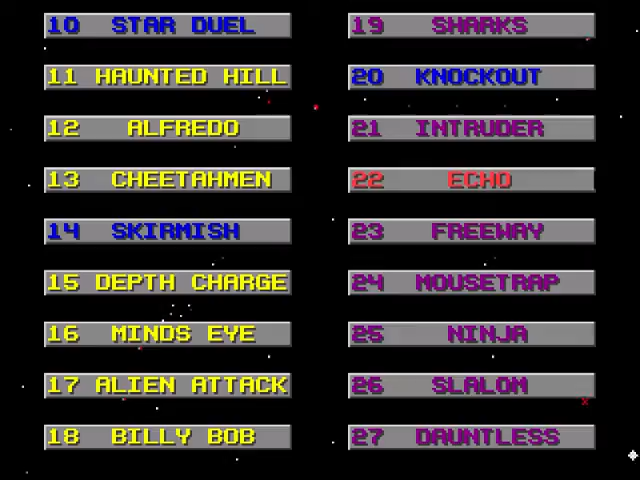 10 STAR DUEL
11 HAUNTED HILL
12 ALFREDO
13 CHEETAHMEN
14 SKIRMISH
15 DEPTH CHARGE
16 MINDS EYE
17 ALIEN ATTACK
18 BILLY BOB
19 SHARKS
20 KNOCKOUT
21 INTRUDER
22 ECHO
23 FREEWAY
24 MOUSETRAP
25 NINJA
26 SLALOM
27 DAUNTLESS